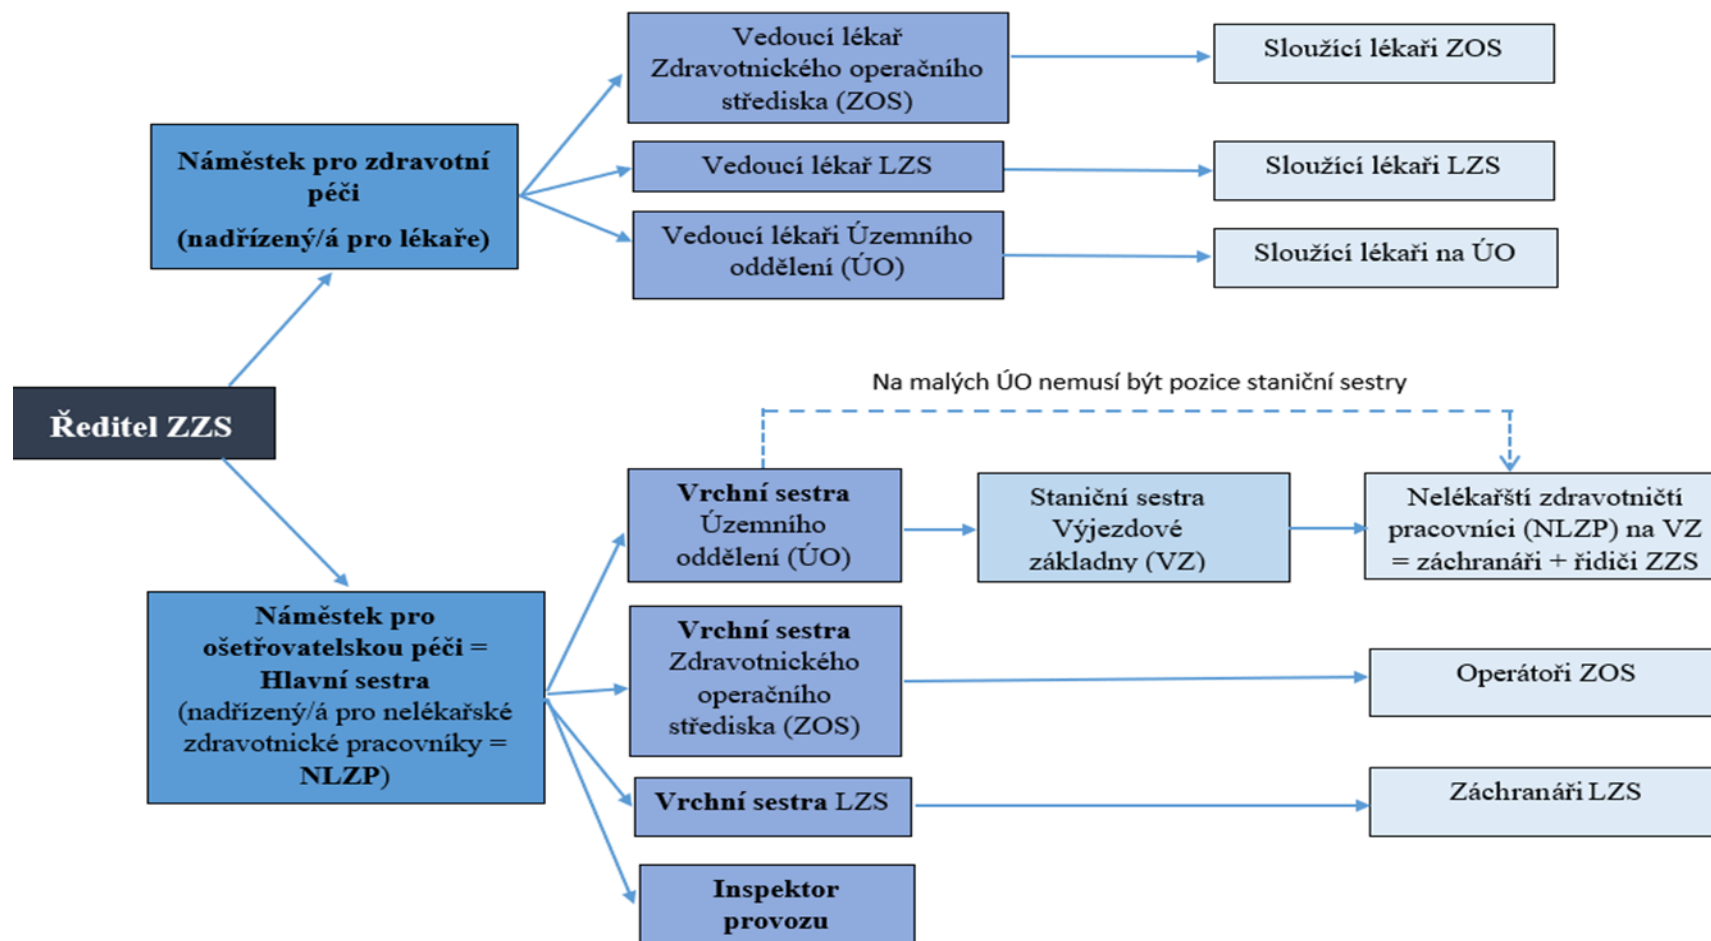 Vedoucí lékař
Zdravotnického operačního
střediska (ZOS)
Sloužící lékaři ZOS
Náměstek pro zdravotní
péči
(nadřízený/á pro lékaře)
Vedoucí lékař LZS
Sloužící lékaři LZS
Vedoucí lékaři Územního
oddělení (ÚO)
Sloužící lékaři na ÚO
Na malých ÚO nemusí být pozice staniční sestry
Ředitel ZZS
Vrchní sestra
Územního
oddělení (ÚO)
Staniční sestra
Výjezdové
základny (VZ)
Nelékařští zdravotničtí
pracovníci (NLZP) na VZ
= záchranáři + řidiči ZZS
Náměstek pro
ošetřovatelskou péči =
Hlavní sestra
(nadřízený/á pro nelékařské
zdravotnické pracovníky =
NLZP)
Vrchní sestra
Zdravotnického
operačního
střediska (ZOS)
Operátoři ZOS
Vrchní sestra LZS
Záchranáři LZS
Inspektor
provozu